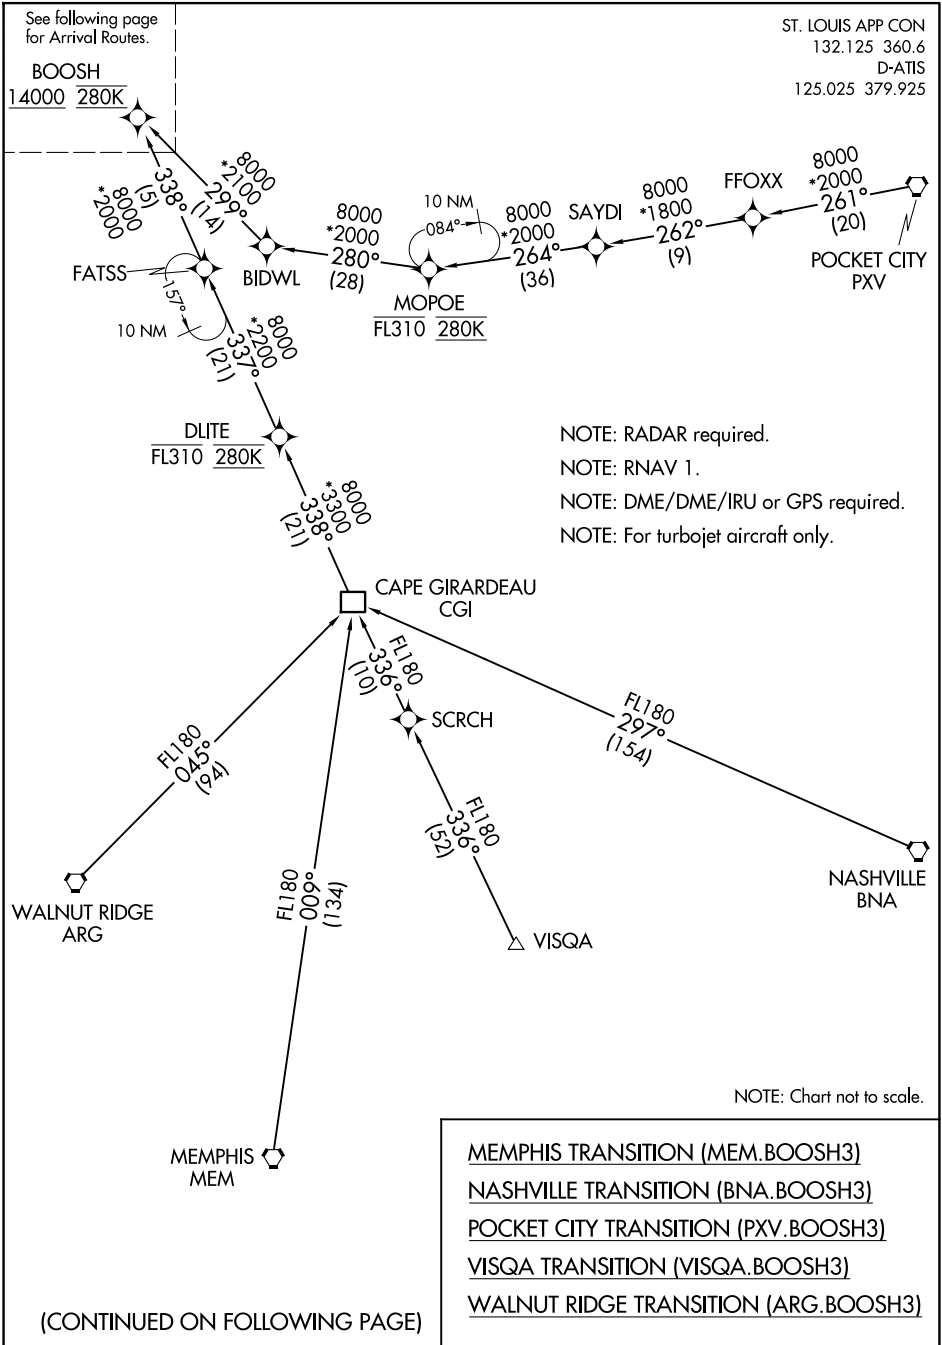 See following page
for Arrival Routes.
ST. LOUIS APP CON
132.125 360.6
D-ATIS
125.025 379.925
BOOSH
14000 280K
8000
*2000
338°
(5)
8000
*2100
299°
(14)
8000
*2000
280°
(28)
10 NM
084°
8000
*2000
264°
(36)
SAYDI
8000
*1800
262°
(9)
FFOXX
8000
*2000
261°
(20)
POCKET CITY
PXV
FATSS
BIDWL
MOPOE
FL310 280K
157°
10 NM
8000
*2200
337°
(21)
DLITE
FL310 280K
NOTE: RADAR required.
NOTE: RNAV 1.
NOTE: DME/DME/IRU or GPS required.
NOTE: For turbojet aircraft only.
8000
*3300
338°
(21)
CAPE GIRARDEAU
CGI
FL180
336°
(10)
SCRCH
FL180
297°
(154)
FL180
045°
(94)
FL180
336°
(52)
FL180
009°
(134)
WALNUT RIDGE
ARG
VISQA
NASHVILLE
BNA
MEMPHIS
MEM
NOTE: Chart not to scale.
MEMPHIS TRANSITION (MEM.BOOSH3)
NASHVILLE TRANSITION (BNA.BOOSH3)
POCKET CITY TRANSITION (PXV.BOOSH3)
VISQA TRANSITION (VISQA.BOOSH3)
WALNUT RIDGE TRANSITION (ARG.BOOSH3)
(CONTINUED ON FOLLOWING PAGE)